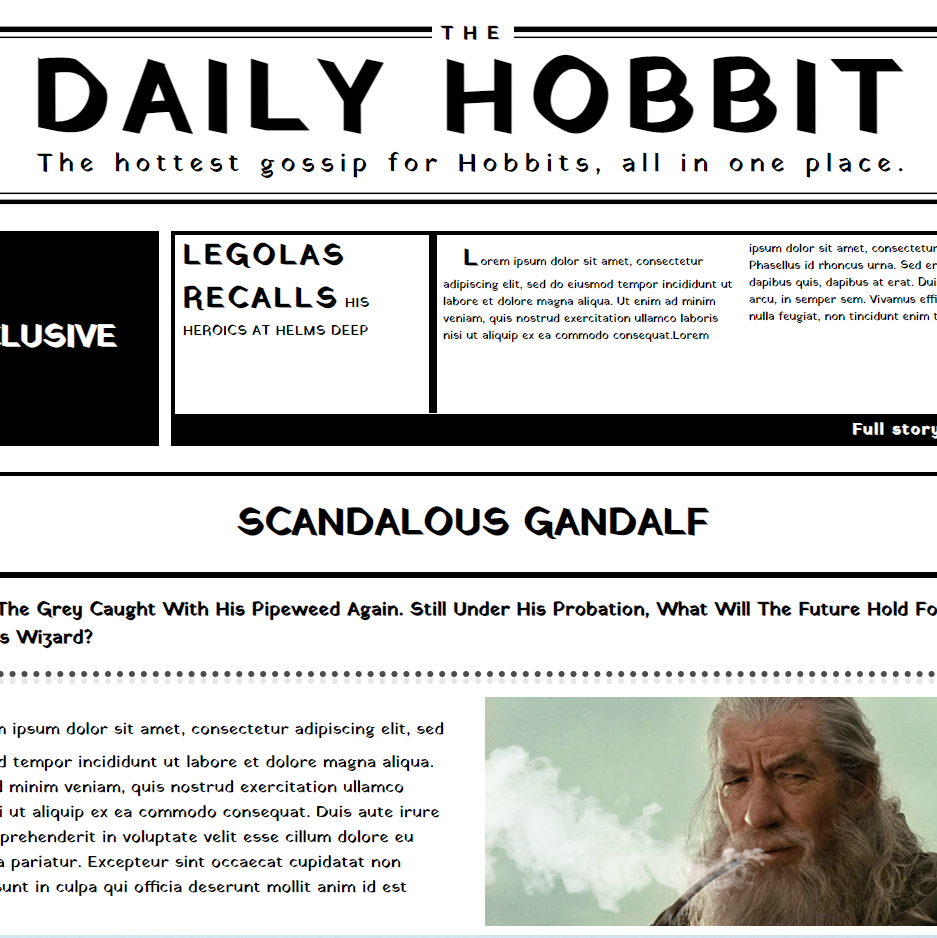 THE
DAILY HOBBIT
The hottest gossip for Hobbits, all in one place.
LUSIVE
LEGOLAS
RECALLS HIS
HEROICS AT HELMS DEEP
Lorem ipsum dolor sit amet, consectetur
adipiscing elit, sed do eiusmod tempor incididunt ut
labore et dolore magna aliqua. Ut enim ad minim
veniam, quis nostrud exercitation ullamco laboris
nisi ut aliquip ex ea commodo consequat.Lorem
ipsum dolor sit amet, consectetur
Phasellus id rhoncus urna. Sed er
dapibus quis, dapibus at erat. Dui
arcu, in semper sem. Vivamus effi
nulla feugiat, non tincidunt enim t
Full story
SCANDALOUS GANDALF
The Grey Caught With His Pipeweed Again. Still Under His Probation, What Will The Future Hold Fo
s Wizard?
ipsum dolor sit amet, consectetur adipiscing elit, sed
d tempor incididunt ut labore et dolore magna aliqua.
minim veniam, quis nostrud exercitation ullamco
i ut aliquip ex ea commodo consequat. Duis aute irure
prehenderit in voluptate velit esse cillum dolore eu
a pariatur. Excepteur sint occaecat cupidatat non
unt in culpa qui officia deserunt mollit anim id est